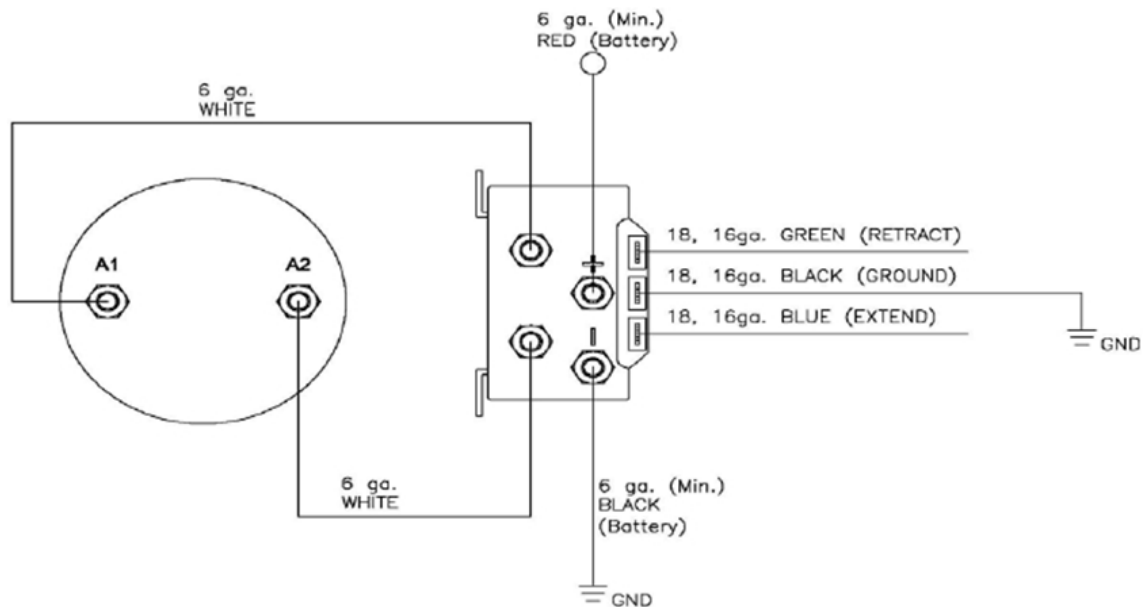 6 ga. (Min.)
RED (Battery)
6 ga.
WHITE
A1
A2
+
18, 16ga. GREEN (RETRACT)
18, 16ga. BLACK (GROUND)
18, 16ga. BLUE (EXTEND)
-
GND
6 ga.
WHITE
6 ga. (Min.)
BLACK
(Battery)
GND